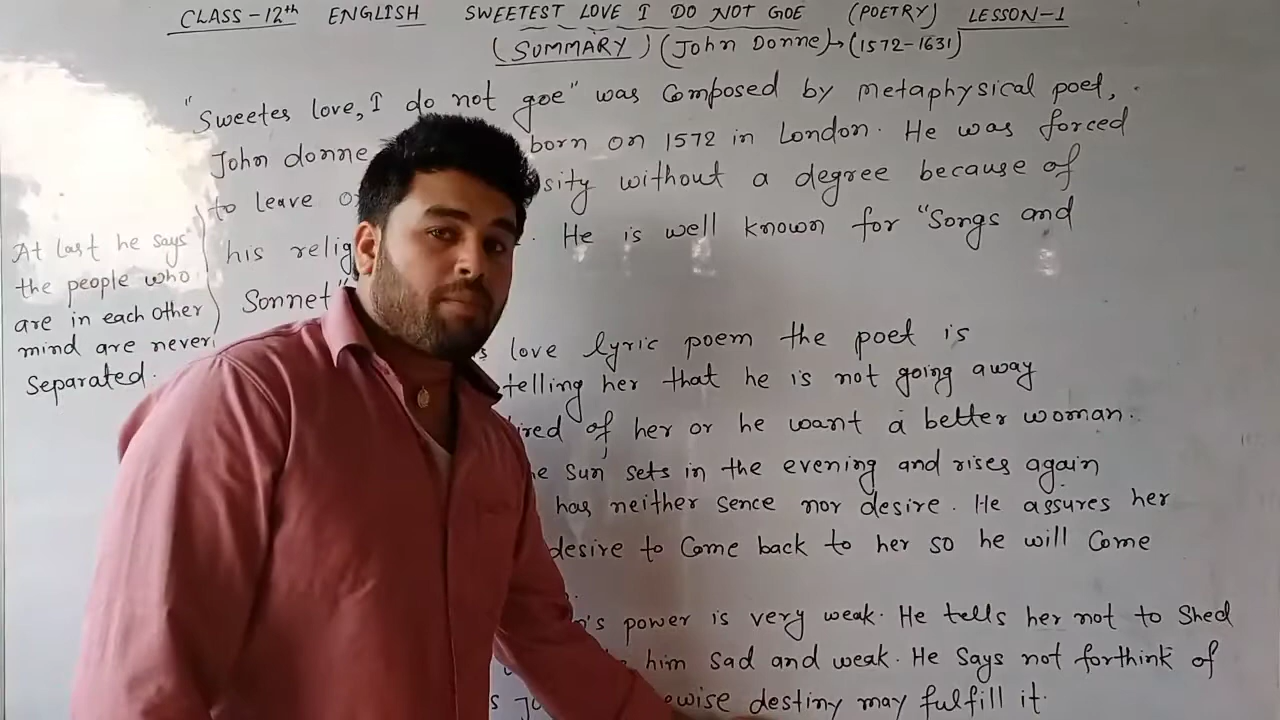 CLASS-12th ENGLISH SWEETEST LOVE I DO NOT GOE (POETRY) LESSON-1
(SUMMARY) (John Donne)→(1572-1631)
"Sweetes love, I do not goe" was composed by metaphysical poet,
John donne born on 1572 in London. He was forced
to leave sity without a degree because of
his relig . He is well known for "Songs and
Sonnet"
love lyric poem the poet is
telling her that he is not going away
ired of her or he want a better woman.
he sun sets in the evening and rises again
has neither sence nor desire. He assures her
desire to come back to her so he will come
's power is very weak. He tells her not to shed
him sad and weak. He says not forthink of
wise destiny may fulfill it.
At last he says
the people who
are in each other
mind are never
separated.